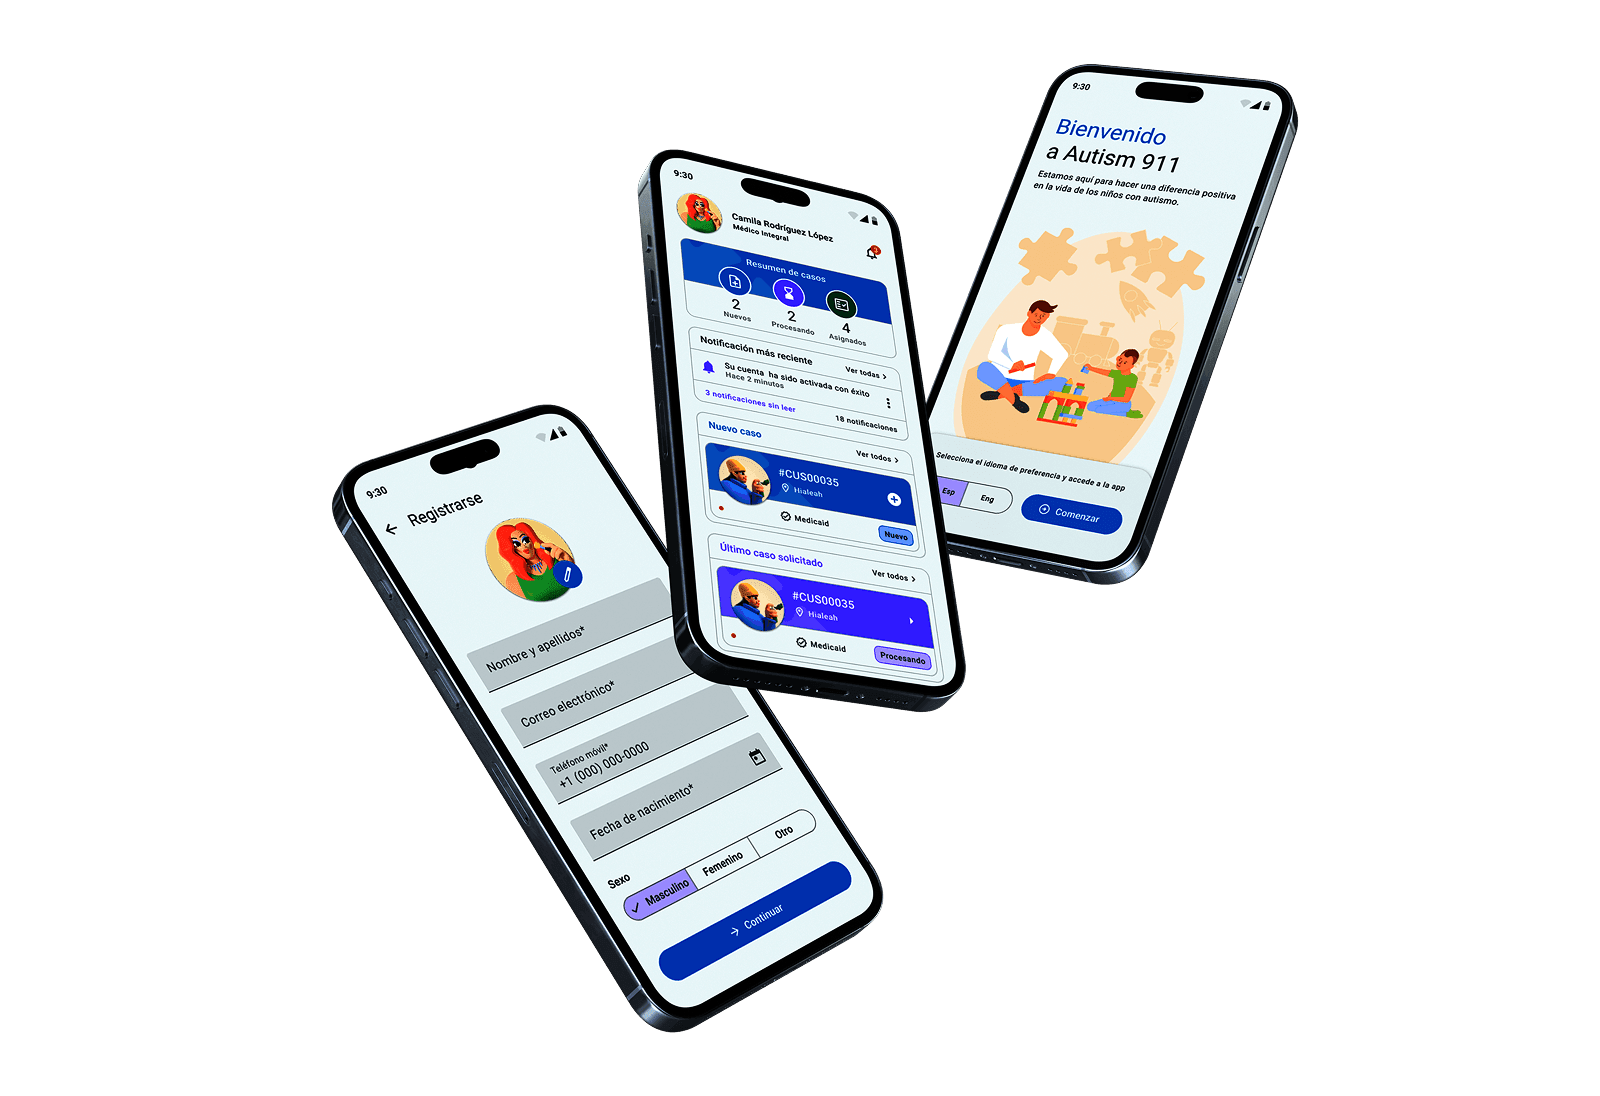 9:30
Registrarse
Nombre y apellidos*
Correo electrónico*
Teléfono móvil*
+1 (000) 000-0000
Fecha de nacimiento*
Sexo
Masculino
Femenino
Otro
Continuar
9:30
Camila Rodríguez López
Médico Integral
Resumen de casos
2
Nuevos
2
Procesando
4
Asignados
Notificación más reciente
Ver todas
Su cuenta ha sido activada con éxito
Hace 2 minutos
3 notificaciones sin leer
18 notificaciones
Nuevo caso
Ver todos
#CUS00035
Hialeah
Medicaid
Nuevo
Último caso solicitado
Ver todos
#CUS00035
Hialeah
Medicaid
Procesando
9:30
Bienvenido
a Autism 911
Estamos aquí para hacer una diferencia positiva
en la vida de los niños con autismo.
Selecciona el idioma de preferencia y accede a la app
Esp
Eng
Comenzar